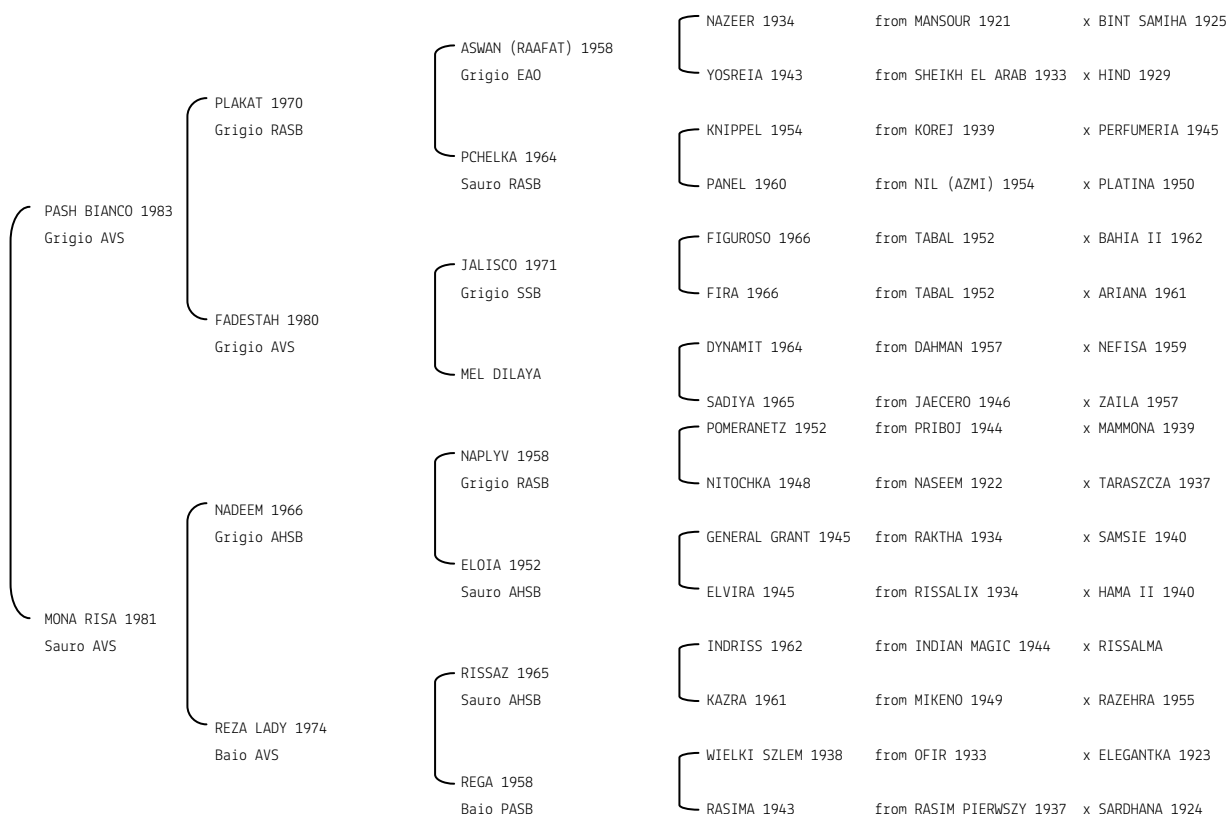 NAZEER 1934 from MANSOUR 1921 x BINT SAMIHA 1925
ASWAN (RAAFAT) 1958
Grigio EAO
YOSREIA 1943 from SHEIKH EL ARAB 1933 x HIND 1929
PLAKAT 1970
Grigio RASB
KNIPPEL 1954 from KOREJ 1939 x PERFUMERIA 1945
PCHELKA 1964
Sauro RASB
PANEL 1960 from NIL (AZMI) 1954 x PLATINA 1950
PASH BIANCO 1983
Grigio AVS
FIGUROSO 1966 from TABAL 1952 x BAHIA II 1962
JALISCO 1971
Grigio SSB
FIRA 1966 from TABAL 1952 x ARIANA 1961
FADESTAH 1980
Grigio AVS
DYNAMIT 1964 from DAHMAN 1957 x NEFISA 1959
MEL DILAYA
SADIYA 1965 from JAECERO 1946 x ZAILA 1957
POMERANETZ 1952 from PRIBOJ 1944 x MAMMONA 1939
NAPLYV 1958
Grigio RASB
NITOCHKA 1948 from NASEEM 1922 x TARASZCZA 1937
NADEEM 1966
Grigio AHSB
GENERAL GRANT 1945 from RAKTHA 1934 x SAMSIE 1940
ELOIA 1952
Sauro AHSB
ELVIRA 1945 from RISSALIX 1934 x HAMA II 1940
MONA RISA 1981
Sauro AVS
INDRISS 1962 from INDIAN MAGIC 1944 x RISSALMA
RISSAZ 1965
Sauro AHSB
KAZRA 1961 from MIKENO 1949 x RAZEHRA 1955
REZA LADY 1974
Baio AVS
WIELKI SZLEM 1938 from OFIR 1933 x ELEGANTKA 1923
REGA 1958
Baio PASB
RASIMA 1943 from RASIM PIERWSZY 1937 x SARDHANA 1924